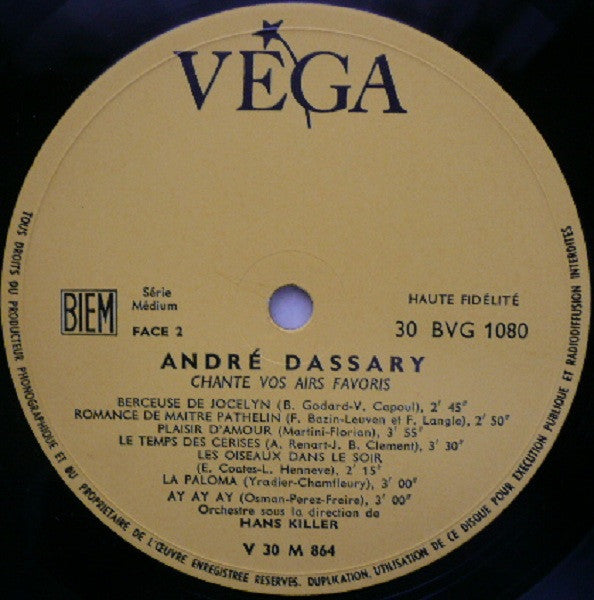 VÉGA
BIEM
Série
Médium
FACE 2
HAUTE FIDÉLITÉ
30 BVG 1080
ANDRÉ DASSARY
CHANTE VOS AIRS FAVORIS
BERCEUSE DE JOCELYN (B. Godard-V. Capoul), 2' 45"
ROMANCE DE MAITRE PATHELIN (F. Bazin-Leuven et F. Langle), 2' 50"
PLAISIR D'AMOUR (Martini-Florian), 3' 55"
LE TEMPS DES CERISES (A. Renart-J. B. Clement), 3' 30"
LES OISEAUX DANS LE SOIR
(E. Coates-L. Henneve), 2' 15"
LA PALOMA (Yradier-Chamfleury), 3' 00"
AY AY AY (Osman-Perez-Freire), 3' 00"
Orchestre sous la direction de
HANS KILLER
V 30 M 864
TOUS DROITS DU PRODUCTEUR PHONOGRAPHIQUE ET DU PROPRIETAIRE DE L'ŒUVRE ENREGISTREE RESERVES. DUPLICATION, UTILISATION DE CE DISQUE POUR EXECUTION PUBLIQUE ET RADIODIFFUSION INTERDITES